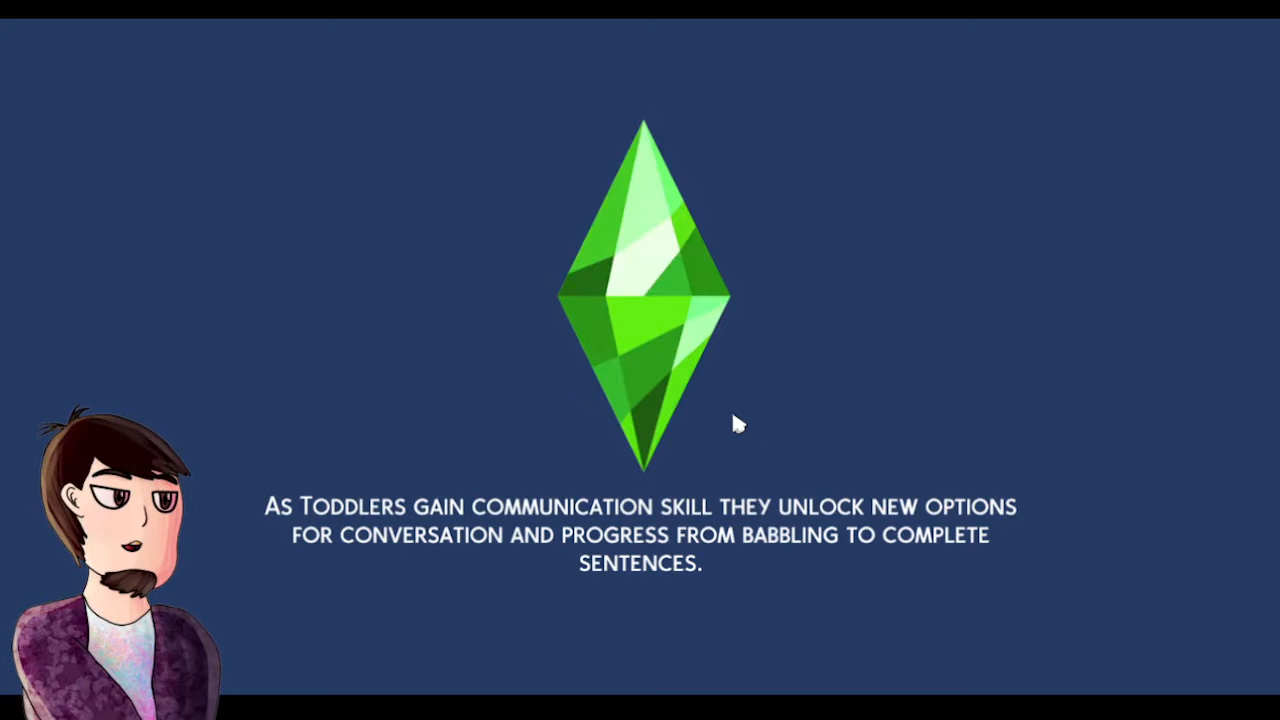 As Toddlers gain communication skill they unlock new options
for conversation and progress from babbling to complete
sentences.